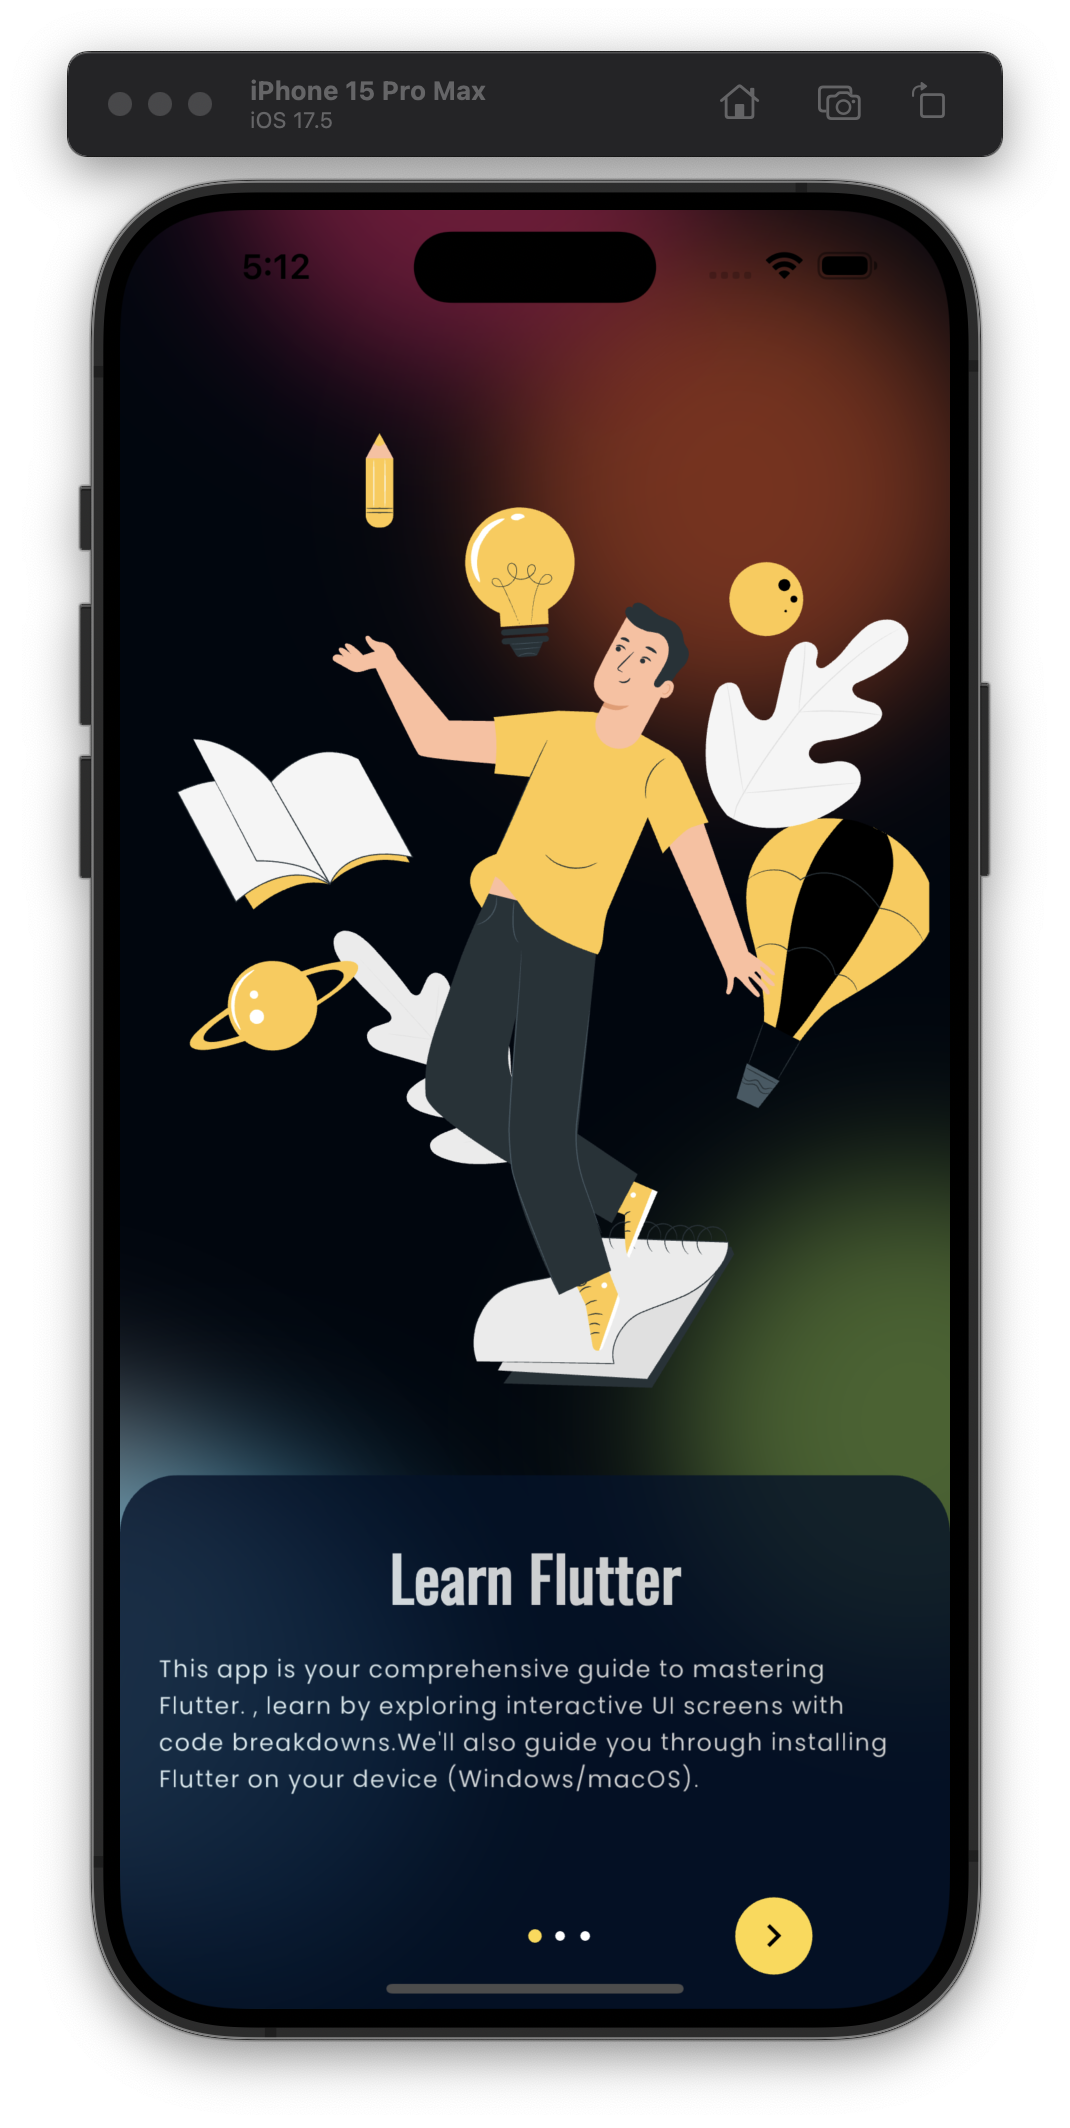 iPhone 15 Pro Max
iOS 17.5
5:12
Learn Flutter
This app is your comprehensive guide to mastering
Flutter. , learn by exploring interactive UI screens with
code breakdowns.We'll also guide you through installing
Flutter on your device (Windows/macOS).